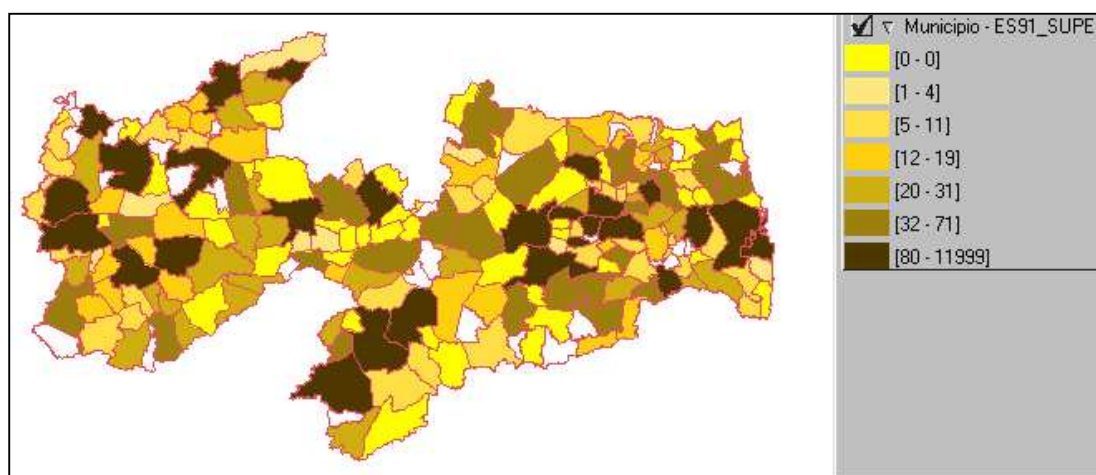 Municipio - ES91_SUPE
[0 - 0]
[1 - 4]
[5 - 11]
[12 - 19]
[20 - 31]
[32 - 71]
[80 - 11999]